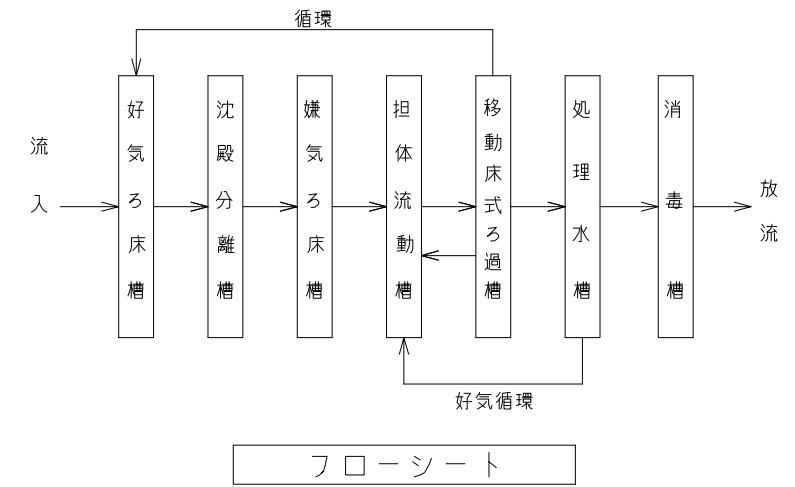 循環
流入
好気ろ床槽
沈殿分離槽
嫌気ろ床槽
担体流動槽
移動床式ろ過槽
処理水槽
消毒槽
放流
好気循環
フローシート